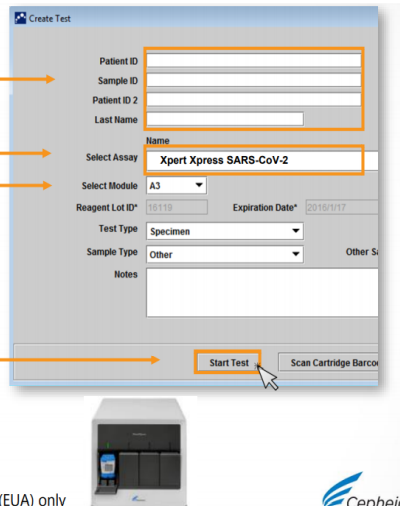 Create Test
Patient ID
Sample ID
Patient ID 2
Last Name
Name
Select Assay Xpert Xpress SARS-CoV-2
Select Module A3
Reagent Lot ID* 16119 Expiration Date* 2016/1/17
Test Type Specimen
Sample Type Other Other Sa
Notes
Start Test Scan Cartridge Barco
(EUA) only
Cepheid